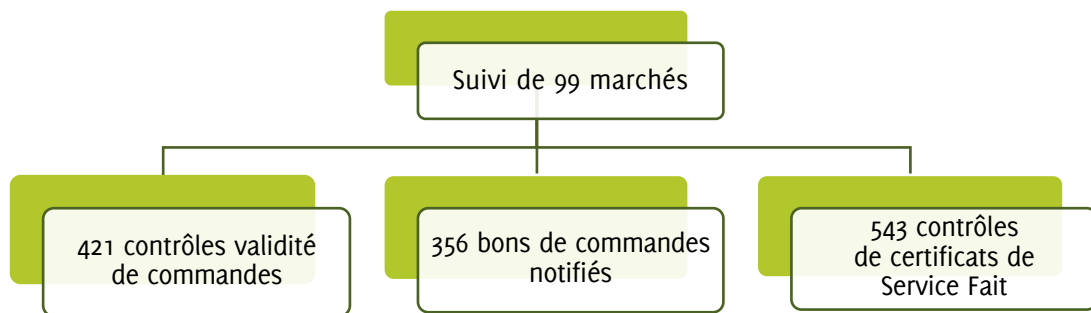 Suivi de 99 marchés
421 contrôles validité
de commandes
356 bons de commandes
notifiés
543 contrôles
de certificats de
Service Fait